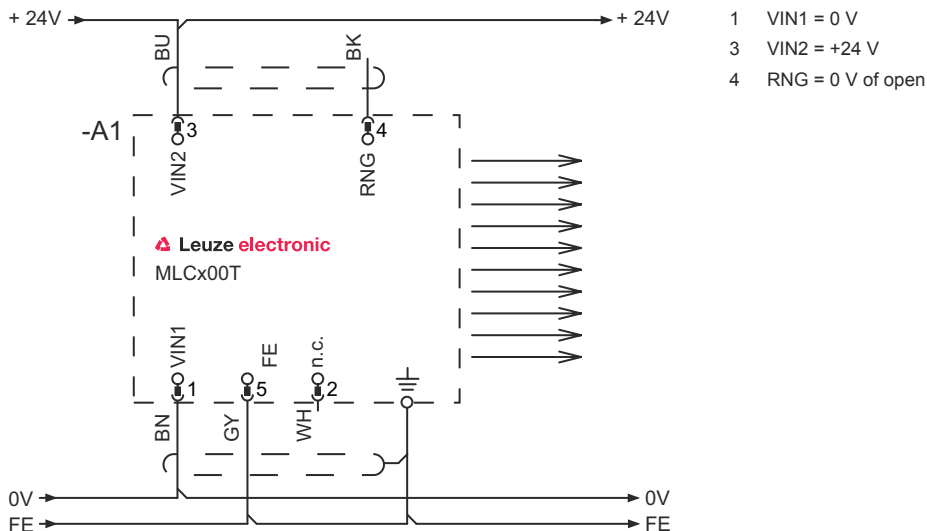 + 24V
+ 24V
1 VIN1 = 0 V
3 VIN2 = +24 V
4 RNG = 0 V of open
BU
BK
-A1
3
4
VIN2
RNG
Leuze electronic
MLCx00T
VIN1
FE
n.c.
1
5
2
BN
GY
WH
0V
0V
FE
FE